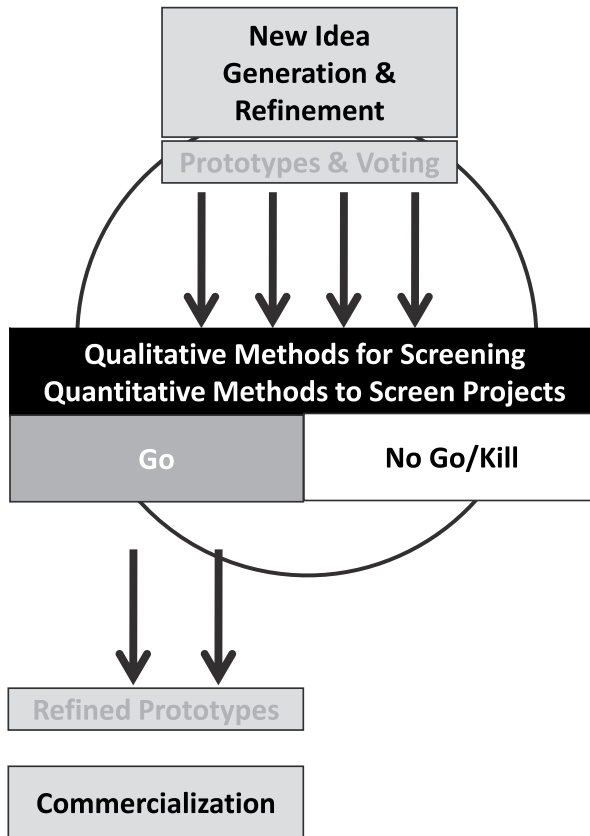 New Idea
Generation &
Refinement
Prototypes & Voting
Qualitative Methods for Screening
Quantitative Methods to Screen Projects
Go
No Go/Kill
Refined Prototypes
Commercialization